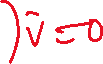 ) v̄ = 0